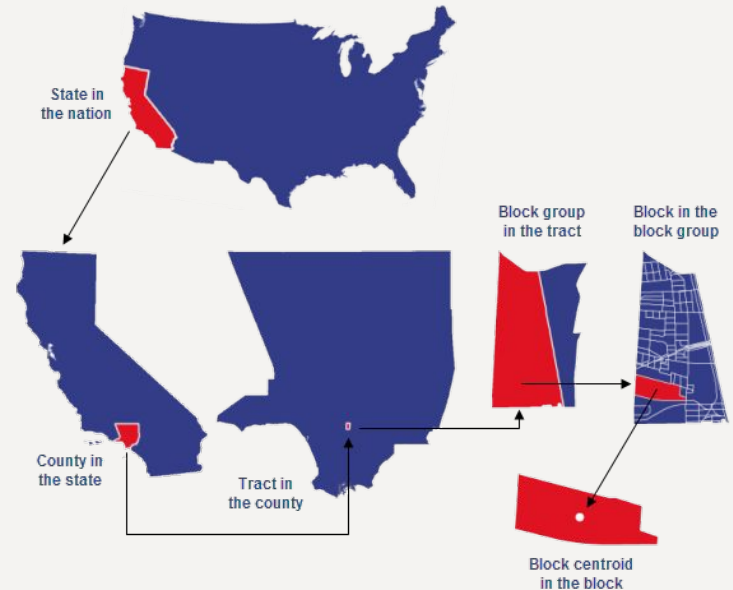 State in
the nation
Block group
in the tract
Block in the
block group
County in
the state
Tract in
the county
Block centroid
in the block